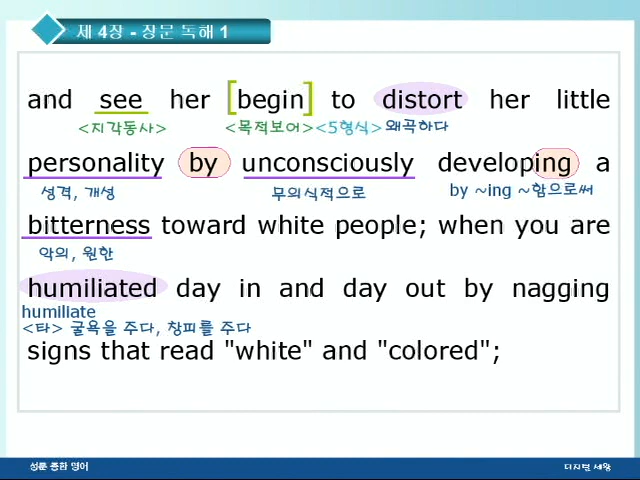 제 4장 - 장문 독해 1
and see her [begin] to distort her little
<지각동사> <목적보어> <5형식> 왜곡하다
personality by unconsciously developing a
성격, 개성 무의식적으로 by ~ing ~함으로써
bitterness toward white people; when you are
악의, 원한
humiliated day in and day out by nagging
humiliate
<타> 굴욕을 주다, 창피를 주다
signs that read "white" and "colored";
성문 종합 영어 디지털 세왕